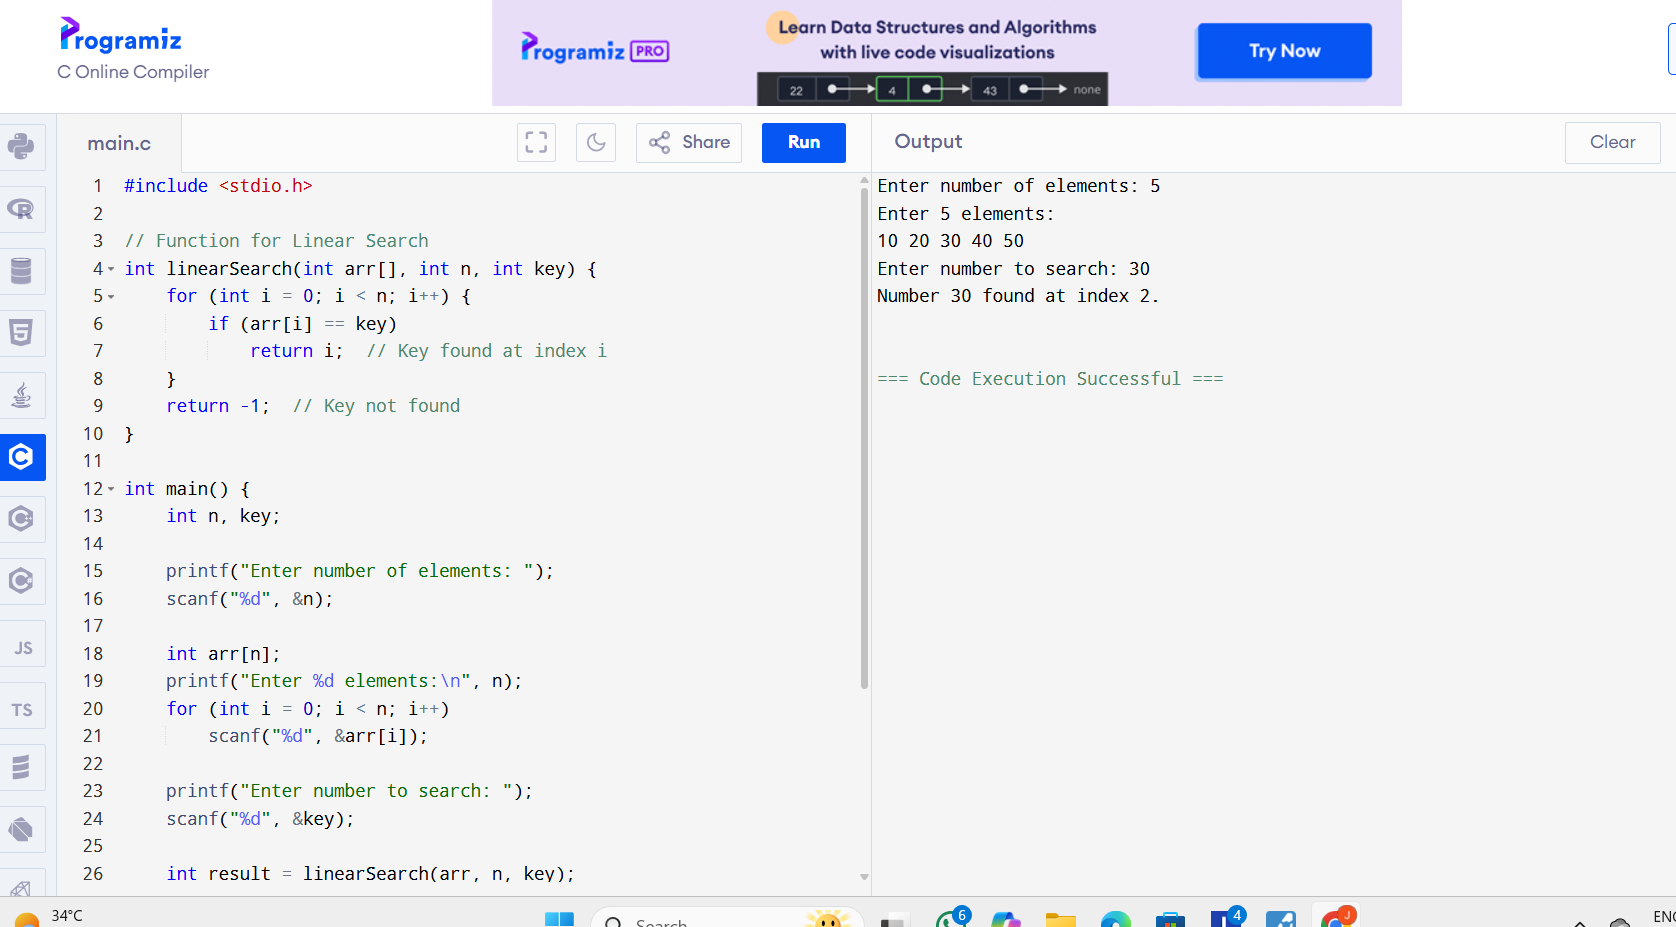 Programiz
C Online Compiler
Programiz PRO
Learn Data Structures and Algorithms
with live code visualizations
22 4 43 none
Try Now
main.c
Share
Run
Output
Clear
1 #include <stdio.h>
2
3 // Function for Linear Search
4 int linearSearch(int arr[], int n, int key) {
5     for (int i = 0; i < n; i++) {
6         if (arr[i] == key)
7             return i;  // Key found at index i
8     }
9     return -1;  // Key not found
10 }
11
12 int main() {
13     int n, key;
14
15     printf("Enter number of elements: ");
16     scanf("%d", &n);
17
18     int arr[n];
19     printf("Enter %d elements:\n", n);
20     for (int i = 0; i < n; i++)
21         scanf("%d", &arr[i]);
22
23     printf("Enter number to search: ");
24     scanf("%d", &key);
25
26     int result = linearSearch(arr, n, key);
Enter number of elements: 5
Enter 5 elements:
10 20 30 40 50
Enter number to search: 30
Number 30 found at index 2.
=== Code Execution Successful ===
R
5
C
C
C
JS
TS
34°C
Search
6
4
J
ENG